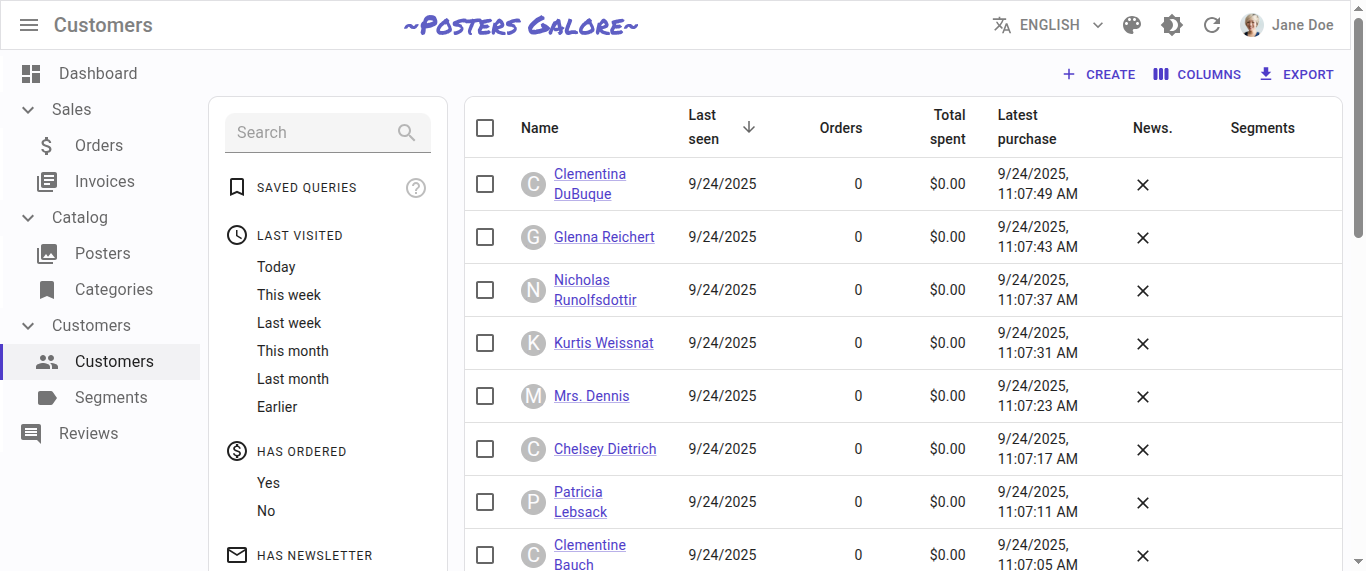 Customers
~Posters Galore~
ENGLISH
Jane Doe
Dashboard
Sales
Orders
Invoices
Catalog
Posters
Categories
Customers
Customers
Segments
Reviews
CREATE
COLUMNS
EXPORT
Search
SAVED QUERIES
LAST VISITED
Today
This week
Last week
This month
Last month
Earlier
HAS ORDERED
Yes
No
HAS NEWSLETTER
Name Last seen Orders Total spent Latest purchase News. Segments
C Clementina DuBuque 9/24/2025 0 $0.00 9/24/2025, 11:07:49 AM
G Glenna Reichert 9/24/2025 0 $0.00 9/24/2025, 11:07:43 AM
N Nicholas Runolfsdottir 9/24/2025 0 $0.00 9/24/2025, 11:07:37 AM
K Kurtis Weissnat 9/24/2025 0 $0.00 9/24/2025, 11:07:31 AM
M Mrs. Dennis 9/24/2025 0 $0.00 9/24/2025, 11:07:23 AM
C Chelsey Dietrich 9/24/2025 0 $0.00 9/24/2025, 11:07:17 AM
P Patricia Lebsack 9/24/2025 0 $0.00 9/24/2025, 11:07:11 AM
C Clementine Bauch 9/24/2025 0 $0.00 9/24/2025, 11:07:05 AM